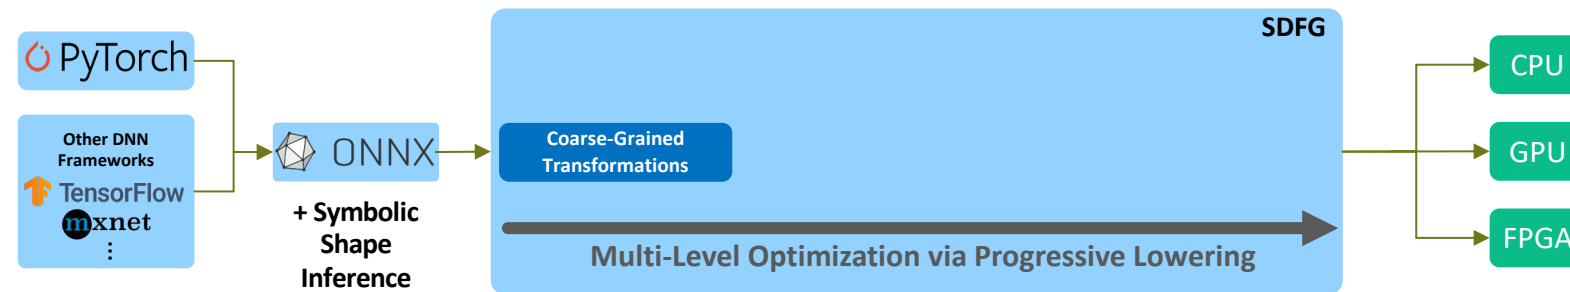 PyTorch
Other DNN
Frameworks
TensorFlow
mxnet
⋮
ONNX
+ Symbolic
Shape
Inference
SDFG
Coarse-Grained
Transformations
Multi-Level Optimization via Progressive Lowering
CPU
GPU
FPGA